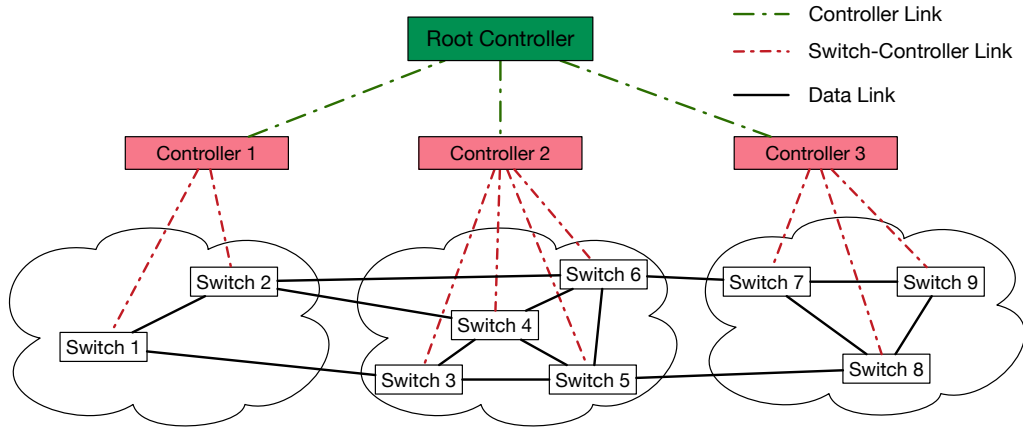 Root Controller
Controller Link
Switch-Controller Link
Data Link
Controller 1
Controller 2
Controller 3
Switch 2
Switch 6
Switch 7
Switch 9
Switch 4
Switch 1
Switch 3
Switch 5
Switch 8